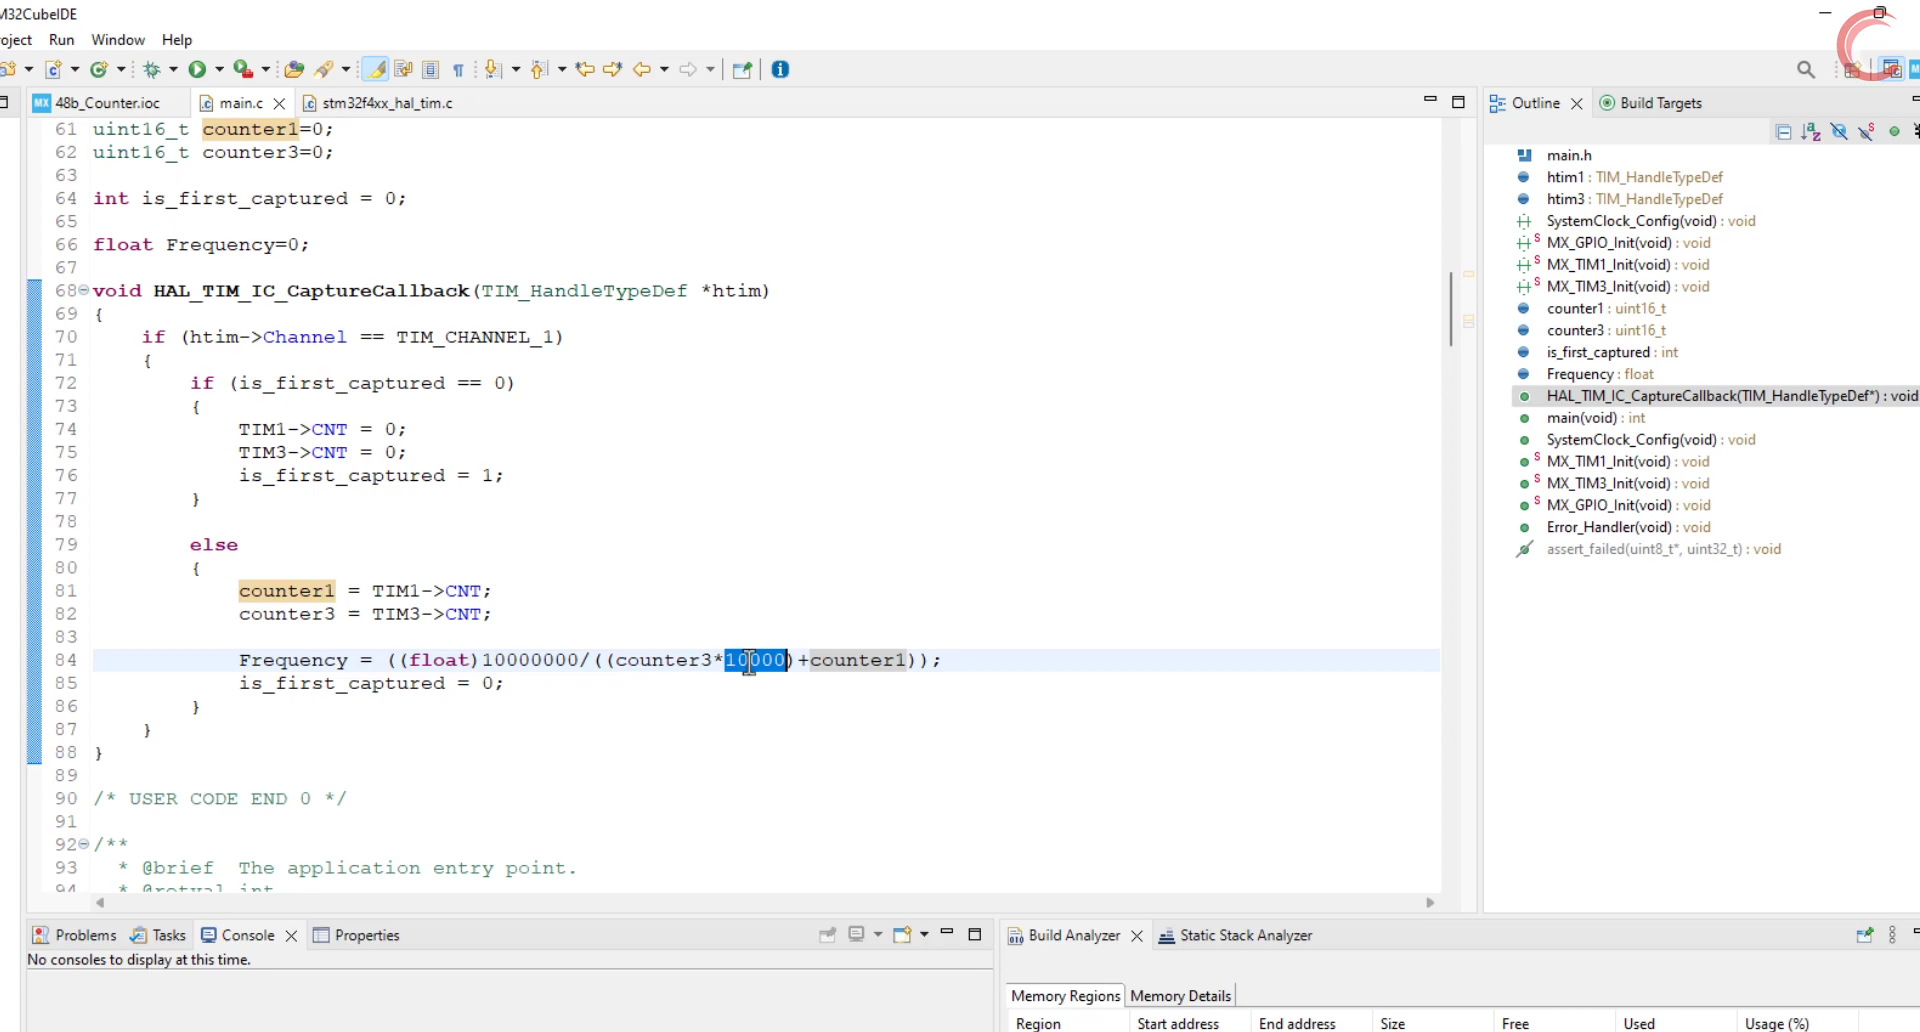 M32CubeIDE
oject Run Window Help
48b_Counter.ioc main.c stm32f4xx_hal_tim.c
61 uint16_t counter1=0;
62 uint16_t counter3=0;
63
64 int is_first_captured = 0;
65
66 float Frequency=0;
67
68 void HAL_TIM_IC_CaptureCallback(TIM_HandleTypeDef *htim)
69 {
70 if (htim->Channel == TIM_CHANNEL_1)
71 {
72 if (is_first_captured == 0)
73 {
74 TIM1->CNT = 0;
75 TIM3->CNT = 0;
76 is_first_captured = 1;
77 }
78
79 else
80 {
81 counter1 = TIM1->CNT;
82 counter3 = TIM3->CNT;
83
84 Frequency = ((float)10000000/((counter3*10000)+counter1));
85 is_first_captured = 0;
86 }
87 }
88 }
89
90 /* USER CODE END 0 */
91
92 /**
93 * @brief The application entry point.
94 * @retval int
Outline Build Targets
main.h
htim1 : TIM_HandleTypeDef
htim3 : TIM_HandleTypeDef
SystemClock_Config(void) : void
MX_GPIO_Init(void) : void
MX_TIM1_Init(void) : void
MX_TIM3_Init(void) : void
counter1 : uint16_t
counter3 : uint16_t
is_first_captured : int
Frequency : float
HAL_TIM_IC_CaptureCallback(TIM_HandleTypeDef*) : void
main(void) : int
SystemClock_Config(void) : void
MX_TIM1_Init(void) : void
MX_TIM3_Init(void) : void
MX_GPIO_Init(void) : void
Error_Handler(void) : void
assert_failed(uint8_t*, uint32_t) : void
Problems Tasks Console Properties
No consoles to display at this time.
Build Analyzer Static Stack Analyzer
Memory Regions Memory Details
Region Start address End address Size Free Used Usage (%)